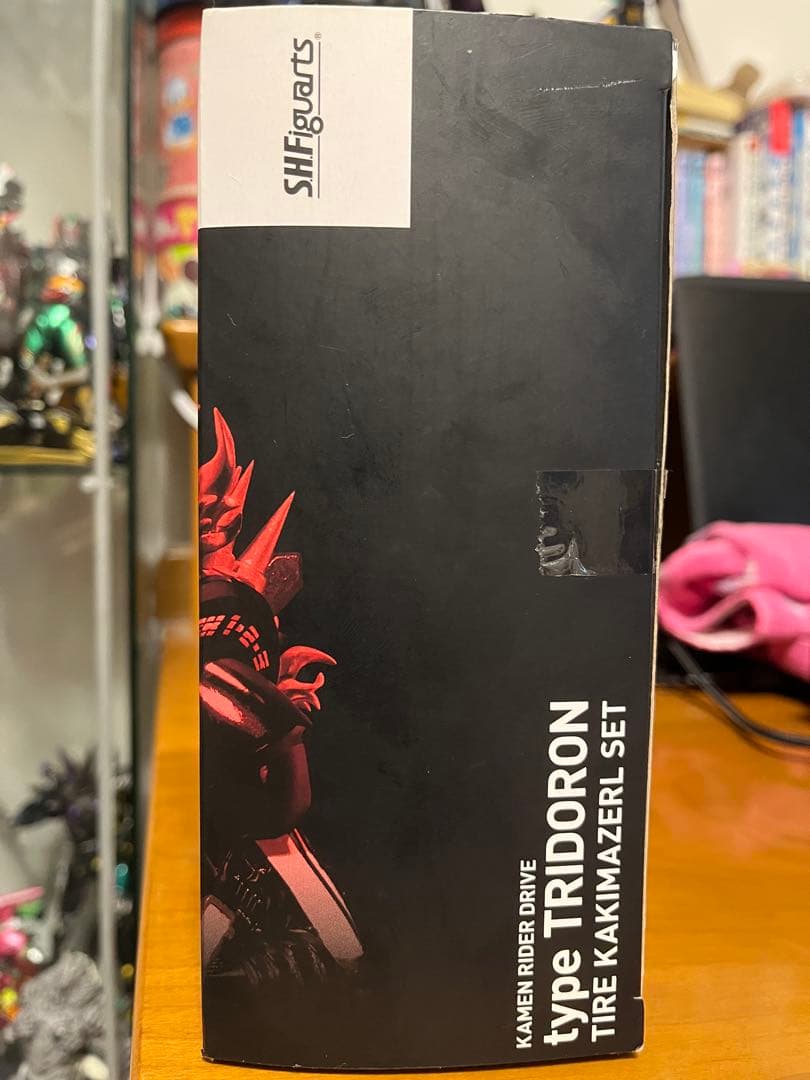 S.H.Figuarts®
KAMEN RIDER DRIVE
type TRIDORON
TIRE KAKIMAZERL SET